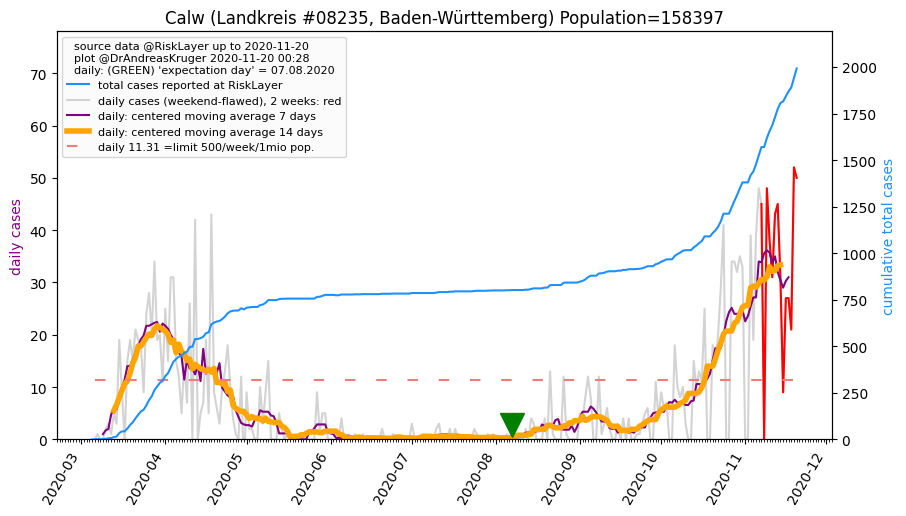 Calw (Landkreis #08235, Baden-Württemberg) Population=158397
source data @RiskLayer up to 2020-11-20
plot @DrAndreasKruger 2020-11-20 00:28
daily: (GREEN) 'expectation day' = 07.08.2020
total cases reported at RiskLayer
daily cases (weekend-flawed), 2 weeks: red
daily: centered moving average 7 days
daily: centered moving average 14 days
daily 11.31 =limit 500/week/1mio pop.
daily cases
70
60
50
40
30
20
10
0
cumulative total cases
2000
1750
1500
1250
1000
750
500
250
0
2020-03
2020-04
2020-05
2020-06
2020-07
2020-08
2020-09
2020-10
2020-11
2020-12